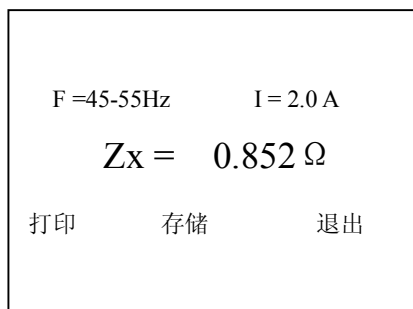 F =45-55Hz I = 2.0 A
Zx = 0.852 Ω
打印 存储 退出